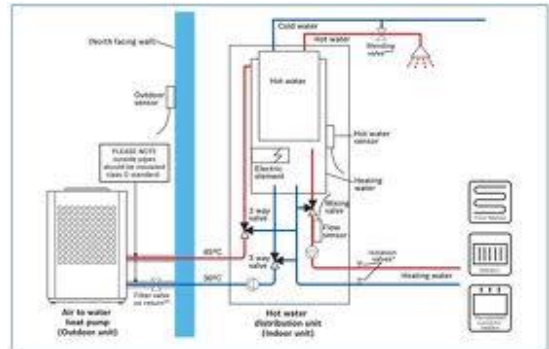 Cold water
Hot water
(North facing wall)
Blending
valve**
Outdoor
sensor
Hot water
Hot water
sensor
PLEASE NOTE
outside pipes
should be insulated
class O standard
Electric
element
Heating
water
3 way
valve
Mixing
valve
Flow
sensor
3 way
valve
Isolation
valves*
Heating water
Filter valve
on return**
Air to water
heat pump
(Outdoor unit)
Hot water
distribution unit
(Indoor unit)